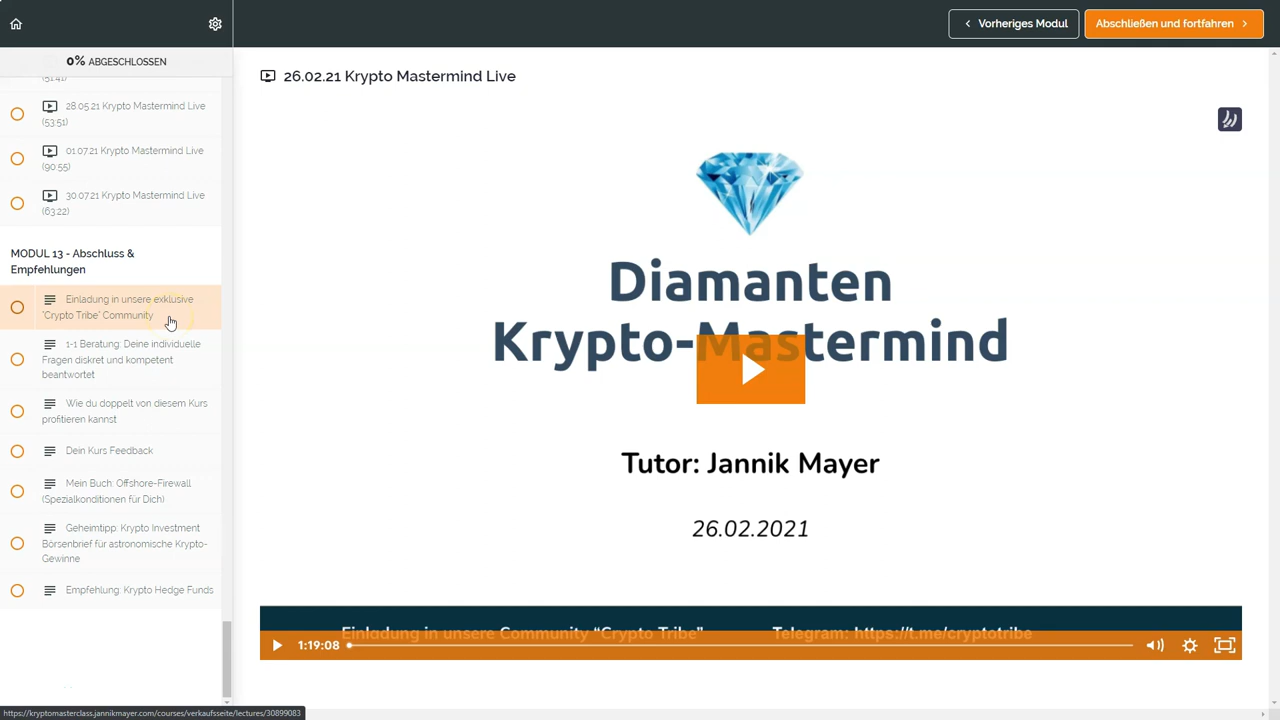 Vorheriges Modul
Abschließen und fortfahren
0% ABGESCHLOSSEN
26.02.21 Krypto Mastermind Live
(51:41)
28.05.21 Krypto Mastermind Live
(53:51)
01.07.21 Krypto Mastermind Live
(90:55)
30.07.21 Krypto Mastermind Live
(63:22)
MODUL 13 - Abschluss &
Empfehlungen
Einladung in unsere exklusive
"Crypto Tribe" Community
1-1 Beratung: Deine individuelle
Fragen diskret und kompetent
beantwortet
Wie du doppelt von diesem Kurs
profitieren kannst
Dein Kurs Feedback
Mein Buch: Offshore-Firewall
(Spezialkonditionen für Dich)
Geheimtipp: Krypto Investment
Börsenbrief für astronomische Krypto-
Gewinne
Empfehlung: Krypto Hedge Funds
Diamanten
Krypto-Mastermind
Tutor: Jannik Mayer
26.02.2021
Einladung in unsere Community “Crypto Tribe”
Telegram: https://t.me/cryptotribe
1:19:08
https://kryptomasterclass.jannikmayer.com/courses/verkaufsseite/lectures/30899083